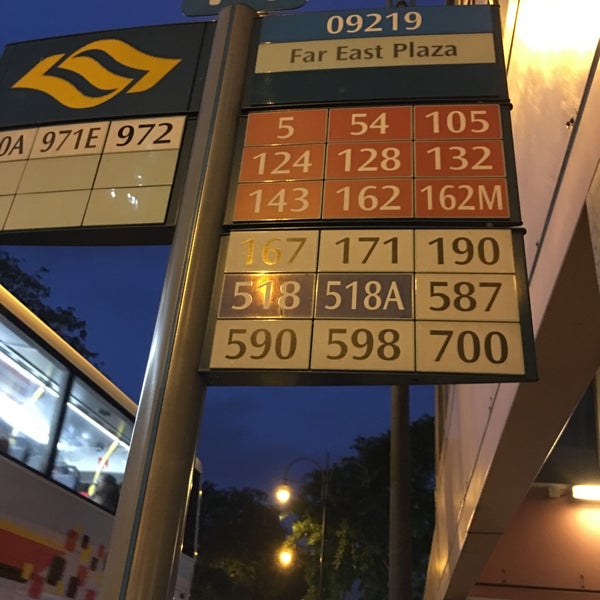 09219
Far East Plaza
971E 972
5 54 105
124 128 132
143 162 162M
167 171 190
518 518A 587
590 598 700